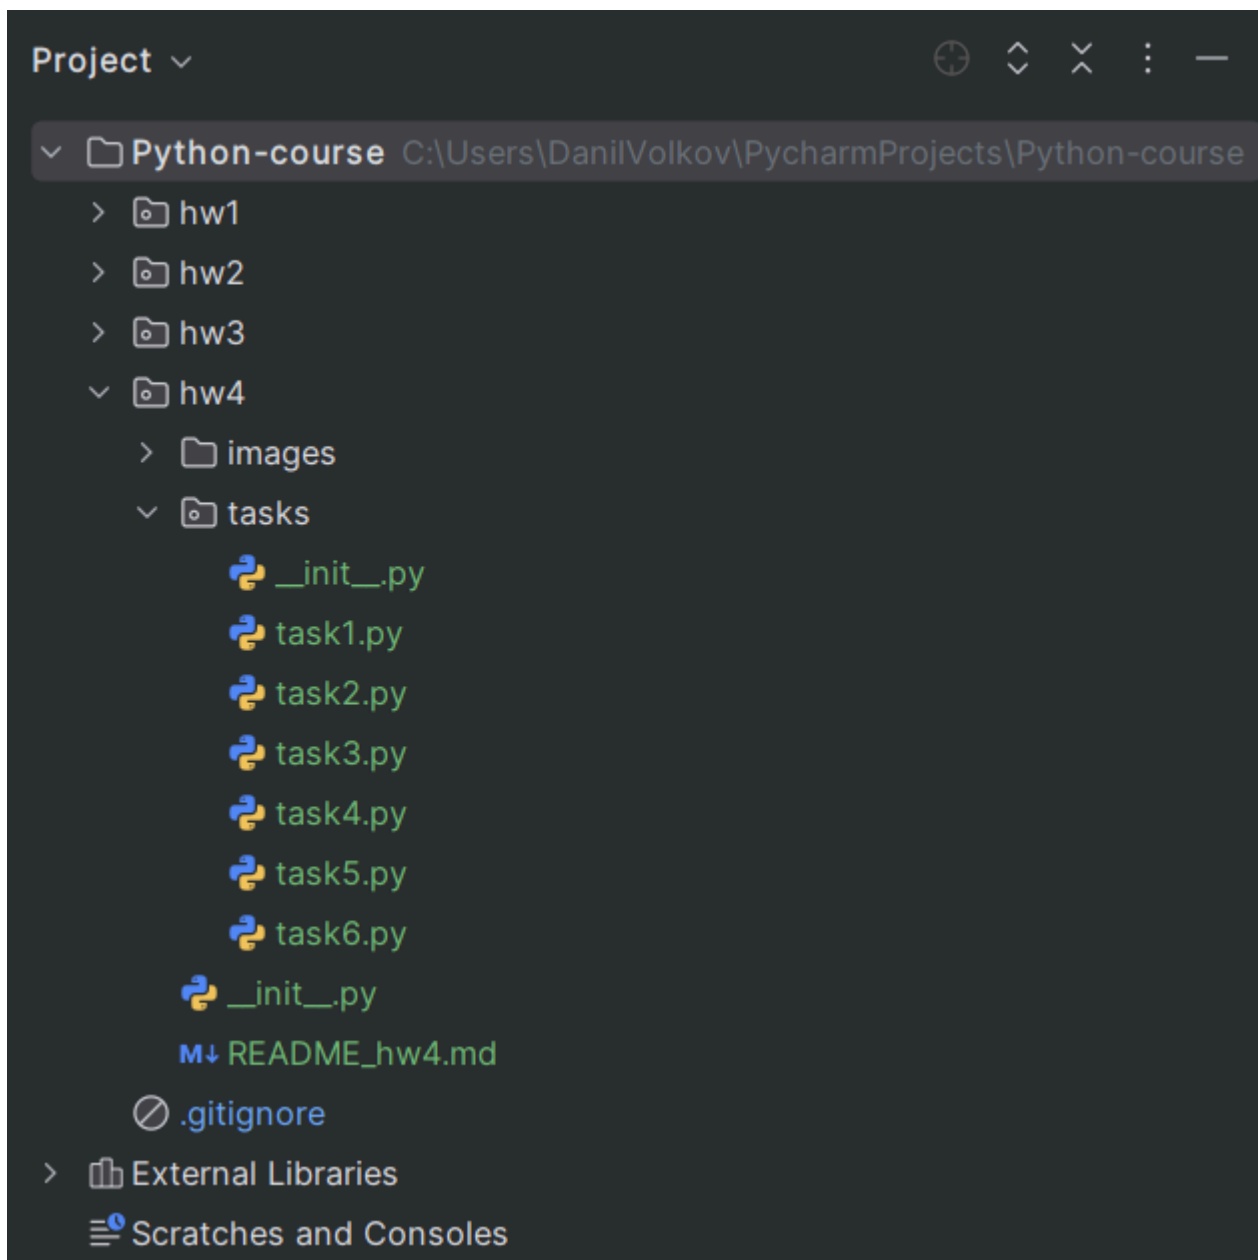 Project
Python-course C:\Users\DanilVolkov\PycharmProjects\Python-course
hw1
hw2
hw3
hw4
images
tasks
__init__.py
task1.py
task2.py
task3.py
task4.py
task5.py
task6.py
__init__.py
M↓ README_hw4.md
.gitignore
External Libraries
Scratches and Consoles